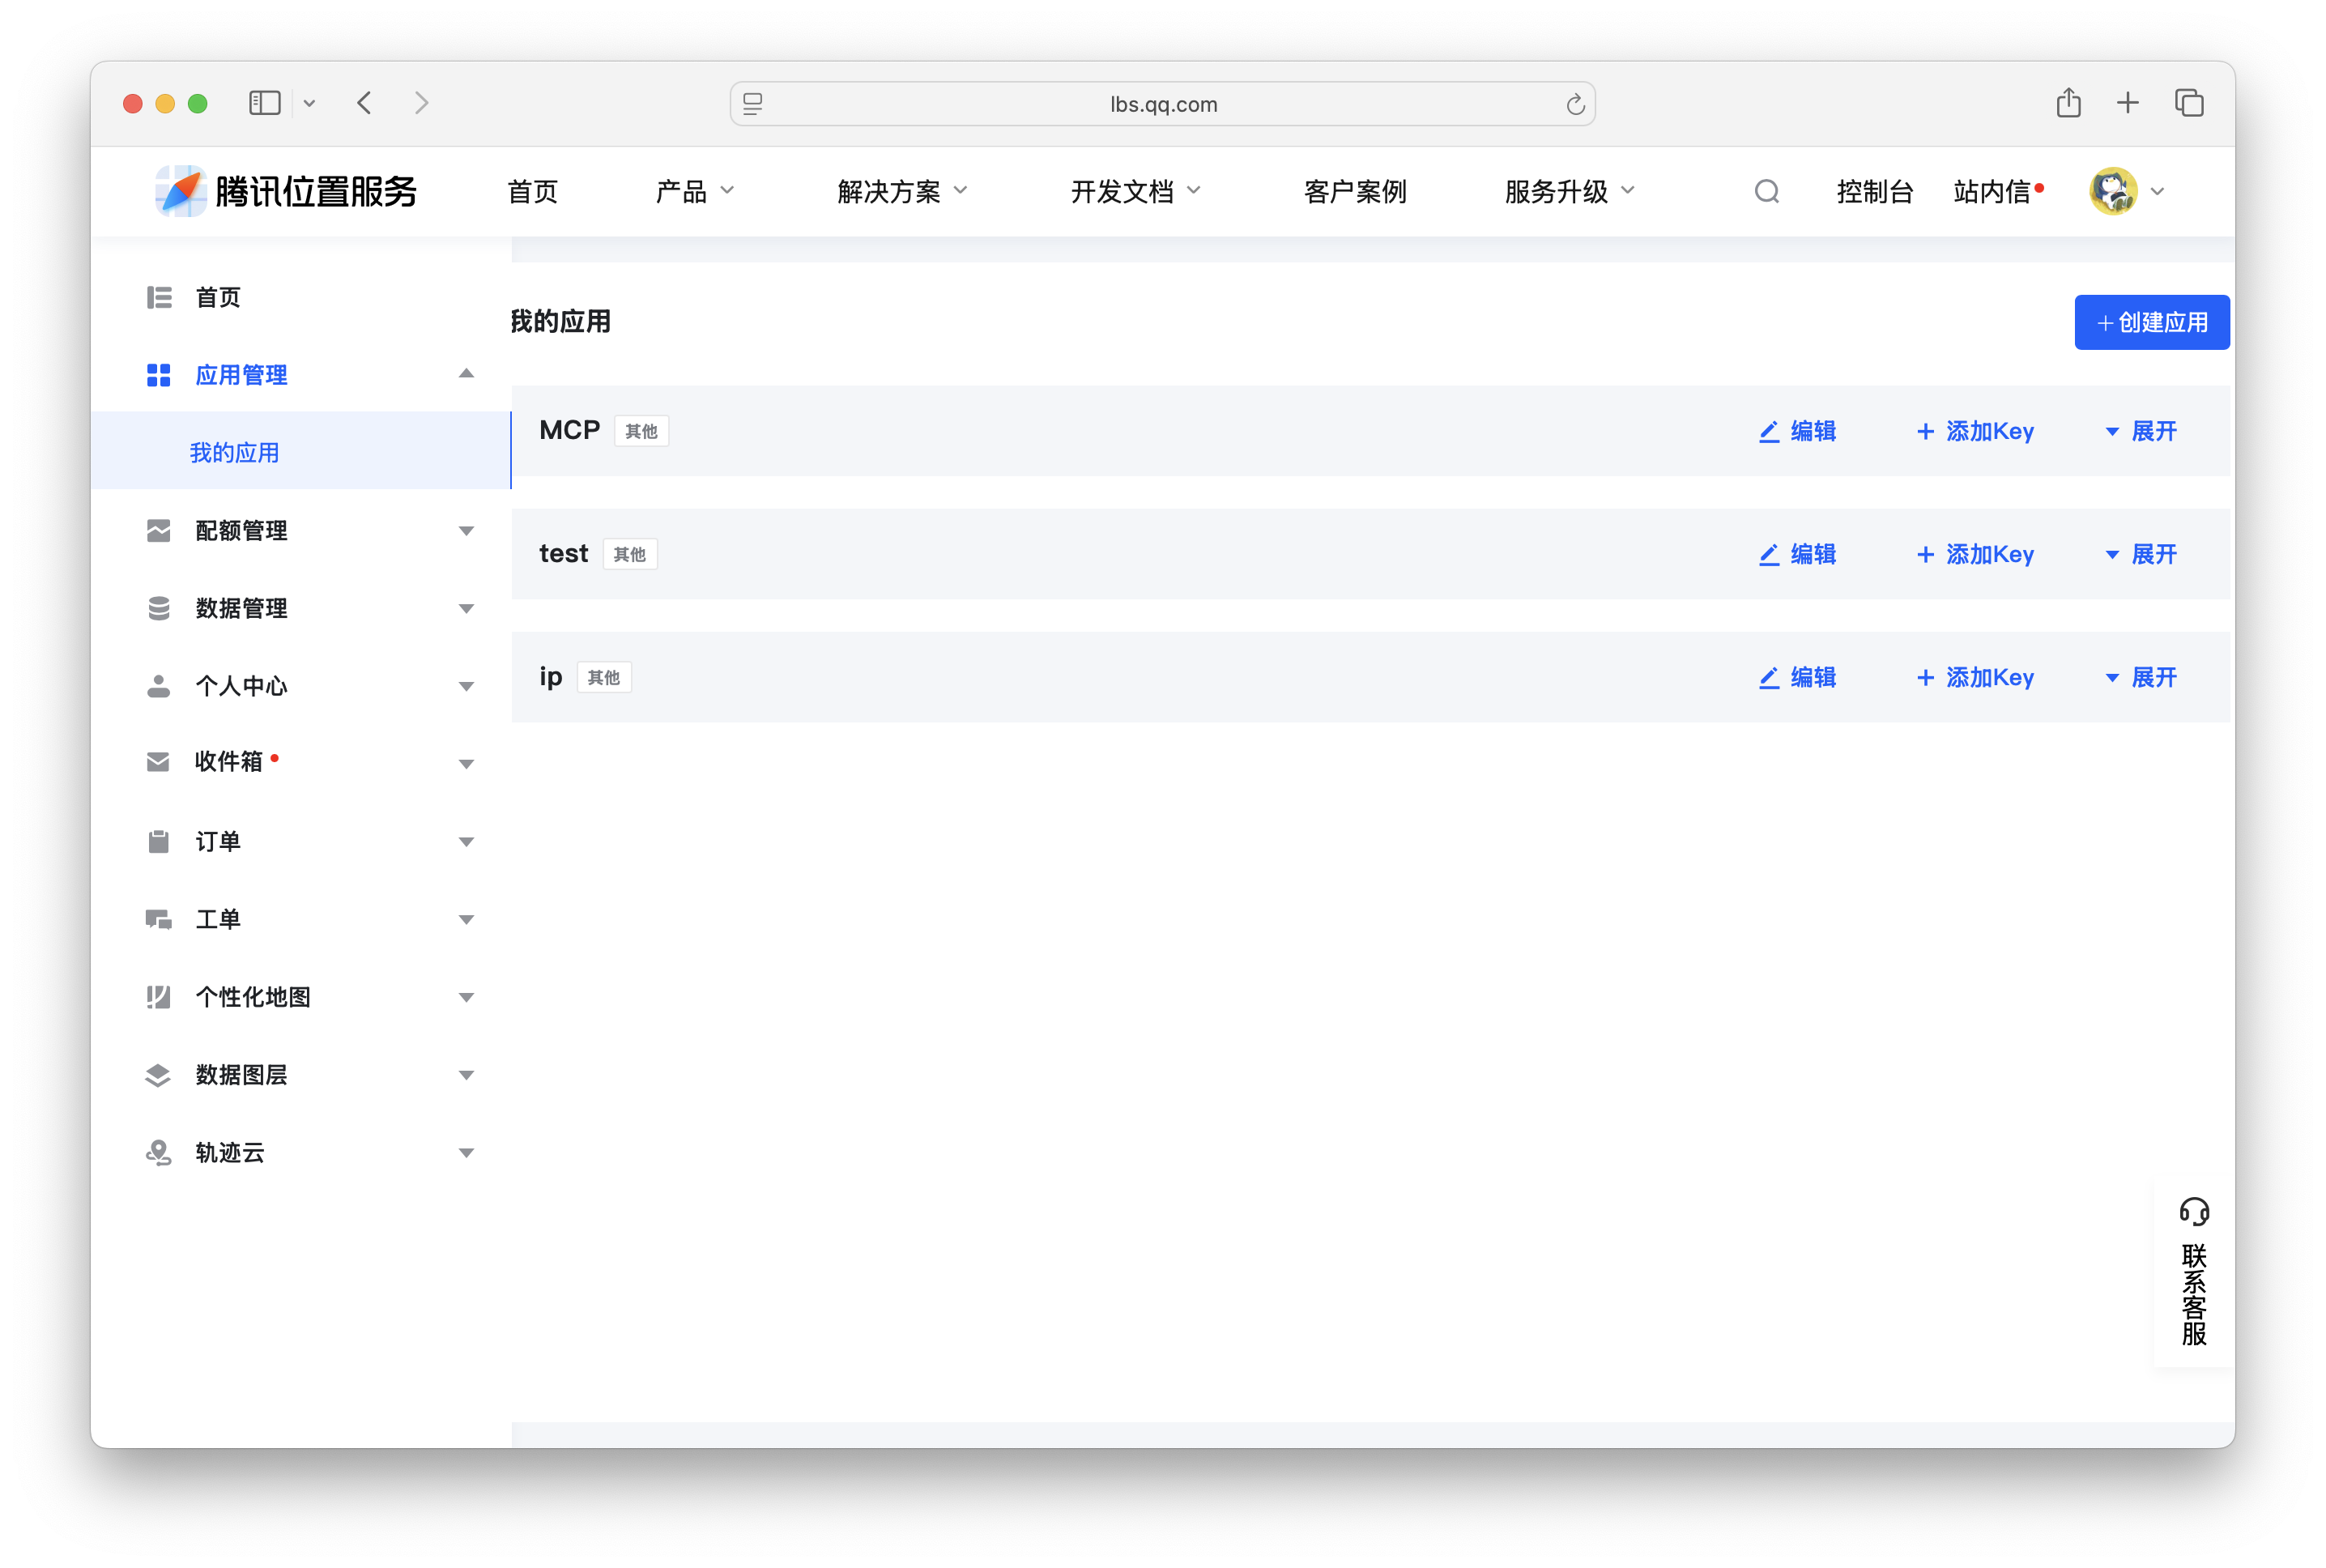 lbs.qq.com
腾讯位置服务
首页
产品
解决方案
开发文档
客户案例
服务升级
控制台
站内信
首页
应用管理
我的应用
配额管理
数据管理
个人中心
收件箱
订单
工单
个性化地图
数据图层
轨迹云
我的应用
+创建应用
MCP 其他 编辑 + 添加Key 展开
test 其他 编辑 + 添加Key 展开
ip 其他 编辑 + 添加Key 展开
联系客服